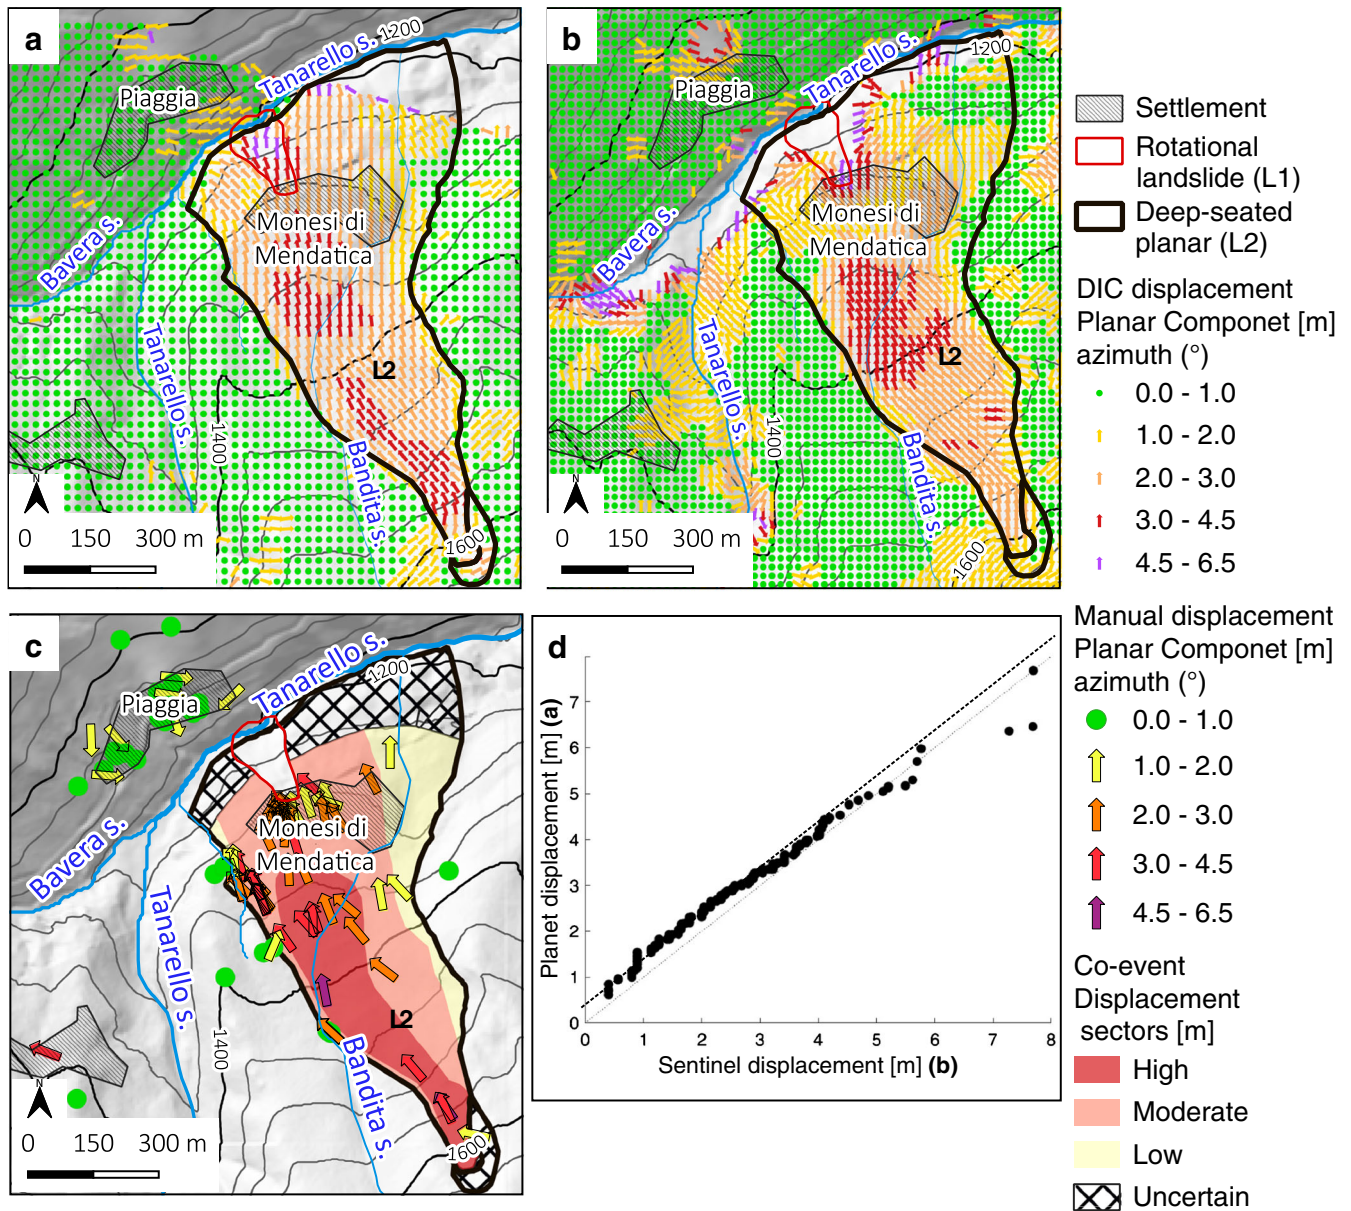 a
Tanarello s.
1200
Piaggia
Monesi di
Mendatica
Bavera s.
Tanarello s.
L2
1400
Bandita s.
N
1600
0 150 300 m
b
Tanarello s.
1200
Piaggia
Monesi di
Mendatica
Bavera s.
Tanarello s.
L2
1400
Bandita s.
N
1600
0 150 300 m
c
Tanarello s.
1200
Piaggia
Monesi di
Mendatica
Bavera s.
Tanarello s.
L2
1400
Bandita s.
N
1600
0 150 300 m
d
Planet displacement [m] (a)
7
6
5
4
3
2
1
0
0 1 2 3 4 5 6 7 8
Sentinel displacement [m] (b)
Settlement
Rotational
landslide (L1)
Deep-seated
planar (L2)
DIC displacement
Planar Componet [m]
azimuth (°)
0.0 - 1.0
1.0 - 2.0
2.0 - 3.0
3.0 - 4.5
4.5 - 6.5
Manual displacement
Planar Componet [m]
azimuth (°)
0.0 - 1.0
1.0 - 2.0
2.0 - 3.0
3.0 - 4.5
4.5 - 6.5
Co-event
Displacement
sectors [m]
High
Moderate
Low
Uncertain